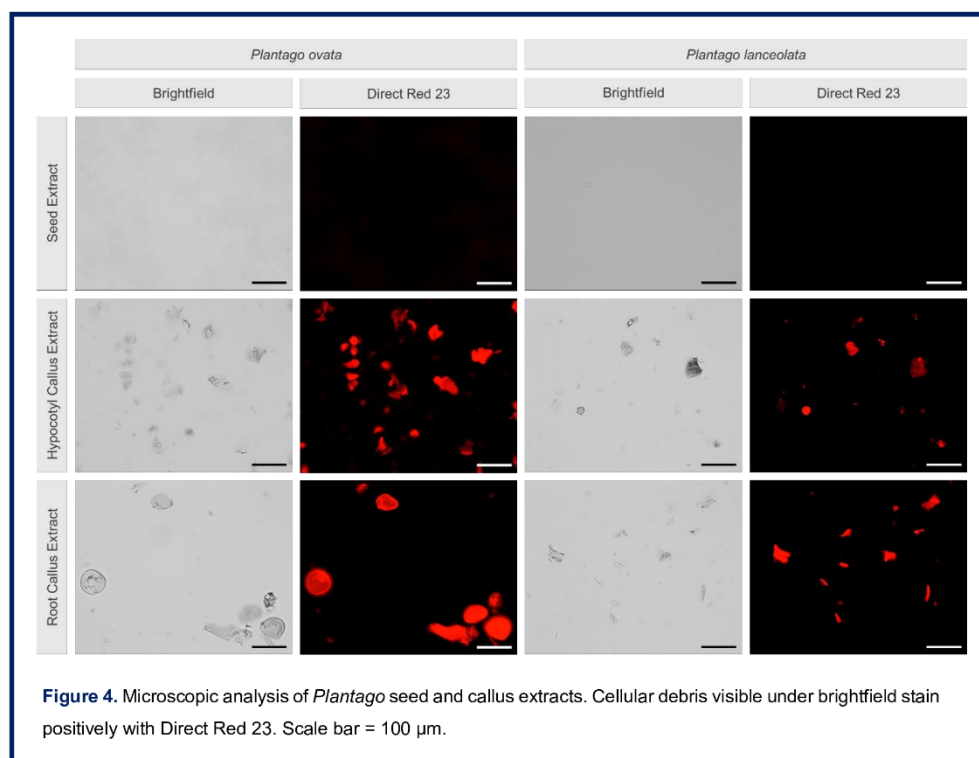 Plantago ovata
Plantago lanceolata
Brightfield
Direct Red 23
Brightfield
Direct Red 23
Seed Extract
Hypocotyl Callus Extract
Root Callus Extract
Figure 4. Microscopic analysis of Plantago seed and callus extracts. Cellular debris visible under brightfield stain
positively with Direct Red 23. Scale bar = 100 μm.